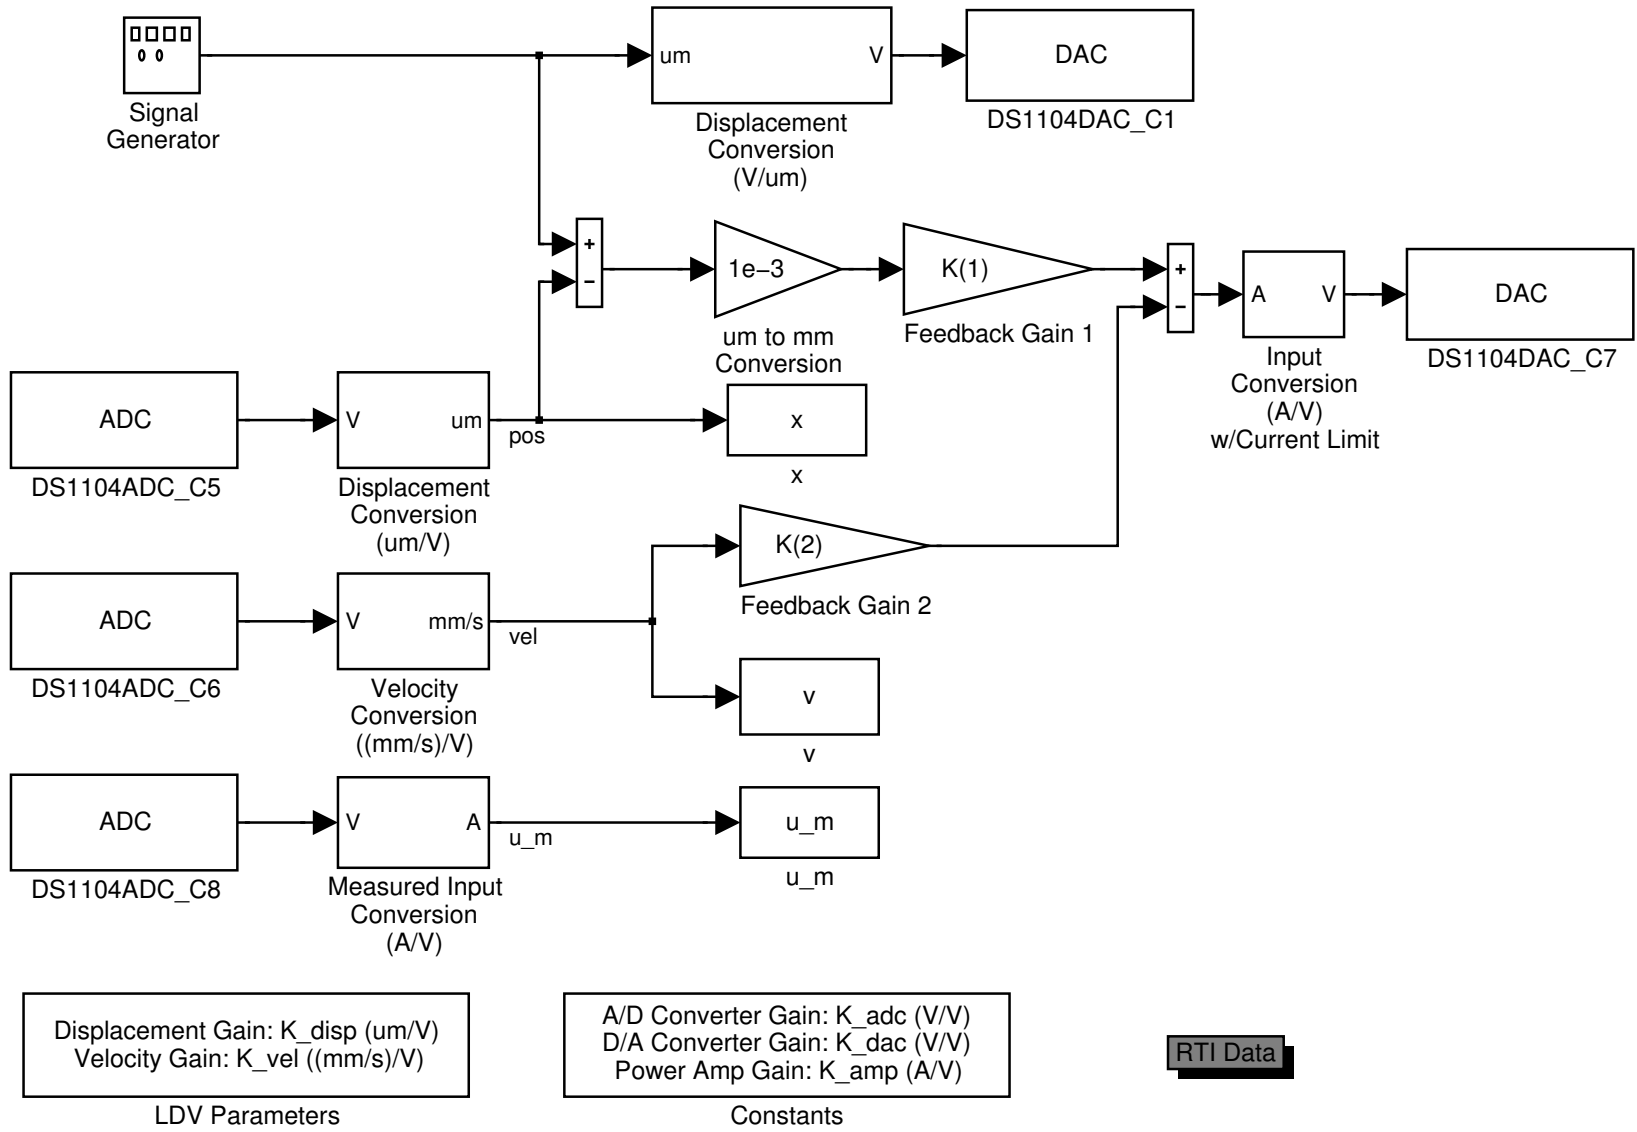 Signal
Generator
um
V
Displacement
Conversion
(V/um)
DAC
DS1104DAC_C1
+
−
1e−3
um to mm
Conversion
K(1)
Feedback Gain 1
+
−
A
V
Input
Conversion
(A/V)
w/Current Limit
DAC
DS1104DAC_C7
ADC
DS1104ADC_C5
V
um
Displacement
Conversion
(um/V)
pos
x
x
K(2)
Feedback Gain 2
ADC
DS1104ADC_C6
V
mm/s
Velocity
Conversion
((mm/s)/V)
vel
v
v
ADC
DS1104ADC_C8
V
A
Measured Input
Conversion
(A/V)
u_m
u_m
u_m
Displacement Gain: K_disp (um/V)
Velocity Gain: K_vel ((mm/s)/V)
LDV Parameters
A/D Converter Gain: K_adc (V/V)
D/A Converter Gain: K_dac (V/V)
Power Amp Gain: K_amp (A/V)
Constants
RTI Data